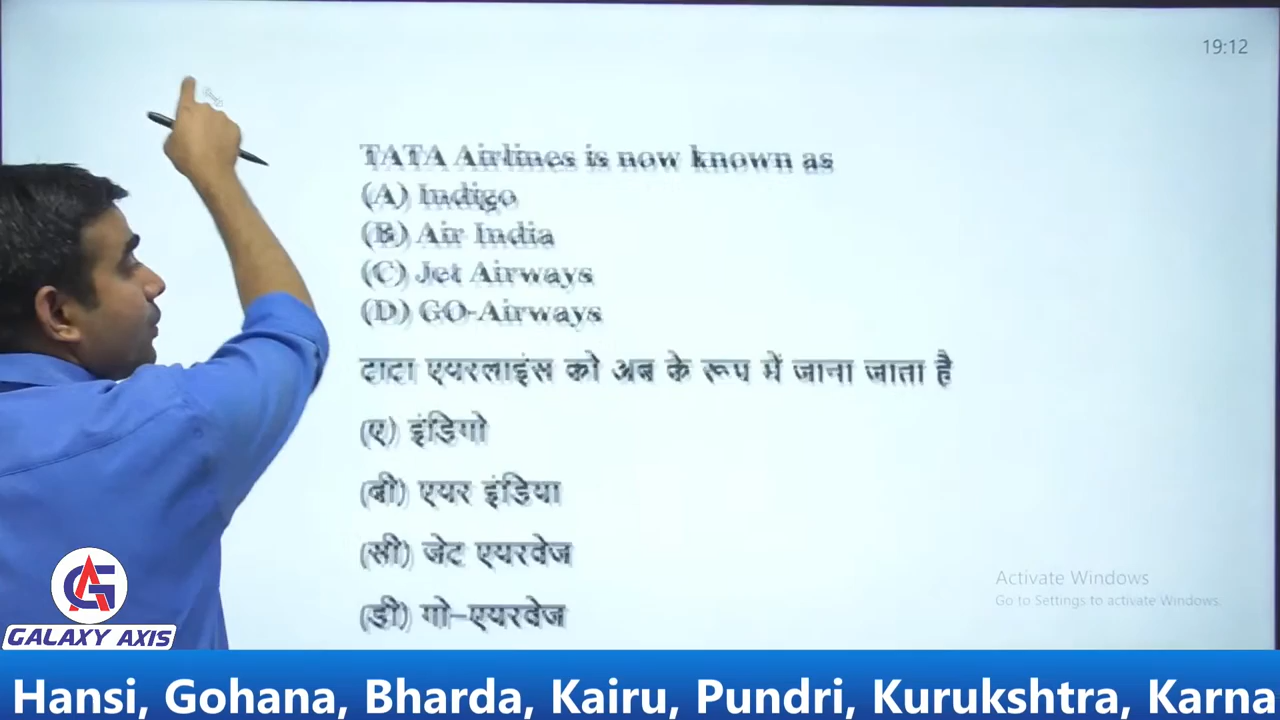 19:12
TATA Airlines is now known as
(A) Indigo
(B) Air India
(C) Jet Airways
(D) GO-Airways
टाटा एयरलाइंस को अब के रूप में जाना जाता है
(ए) इंडिगो
(बी) एयर इंडिया
(सी) जेट एयरवेज
(डी) गो-एयरवेज
Activate Windows
Go to Settings to activate Windows.
GALAXY AXIS
Hansi, Gohana, Bharda, Kairu, Pundri, Kurukshtra, Karna